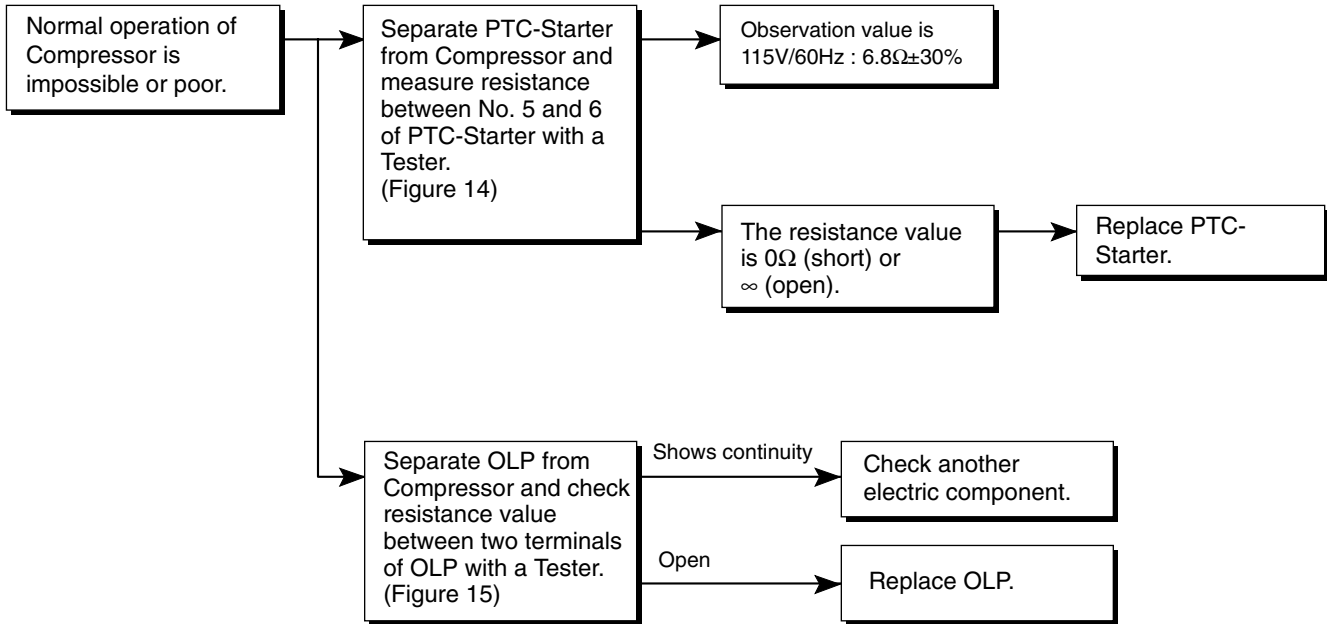 Normal operation of
Compressor is
impossible or poor.
Separate PTC-Starter
from Compressor and
measure resistance
between No. 5 and 6
of PTC-Starter with a
Tester.
(Figure 14)
Observation value is
115V/60Hz : 6.8Ω±30%
The resistance value
is 0Ω (short) or
∞ (open).
Replace PTC-
Starter.
Separate OLP from
Compressor and check
resistance value
between two terminals
of OLP with a Tester.
(Figure 15)
Shows continuity
Check another
electric component.
Open
Replace OLP.